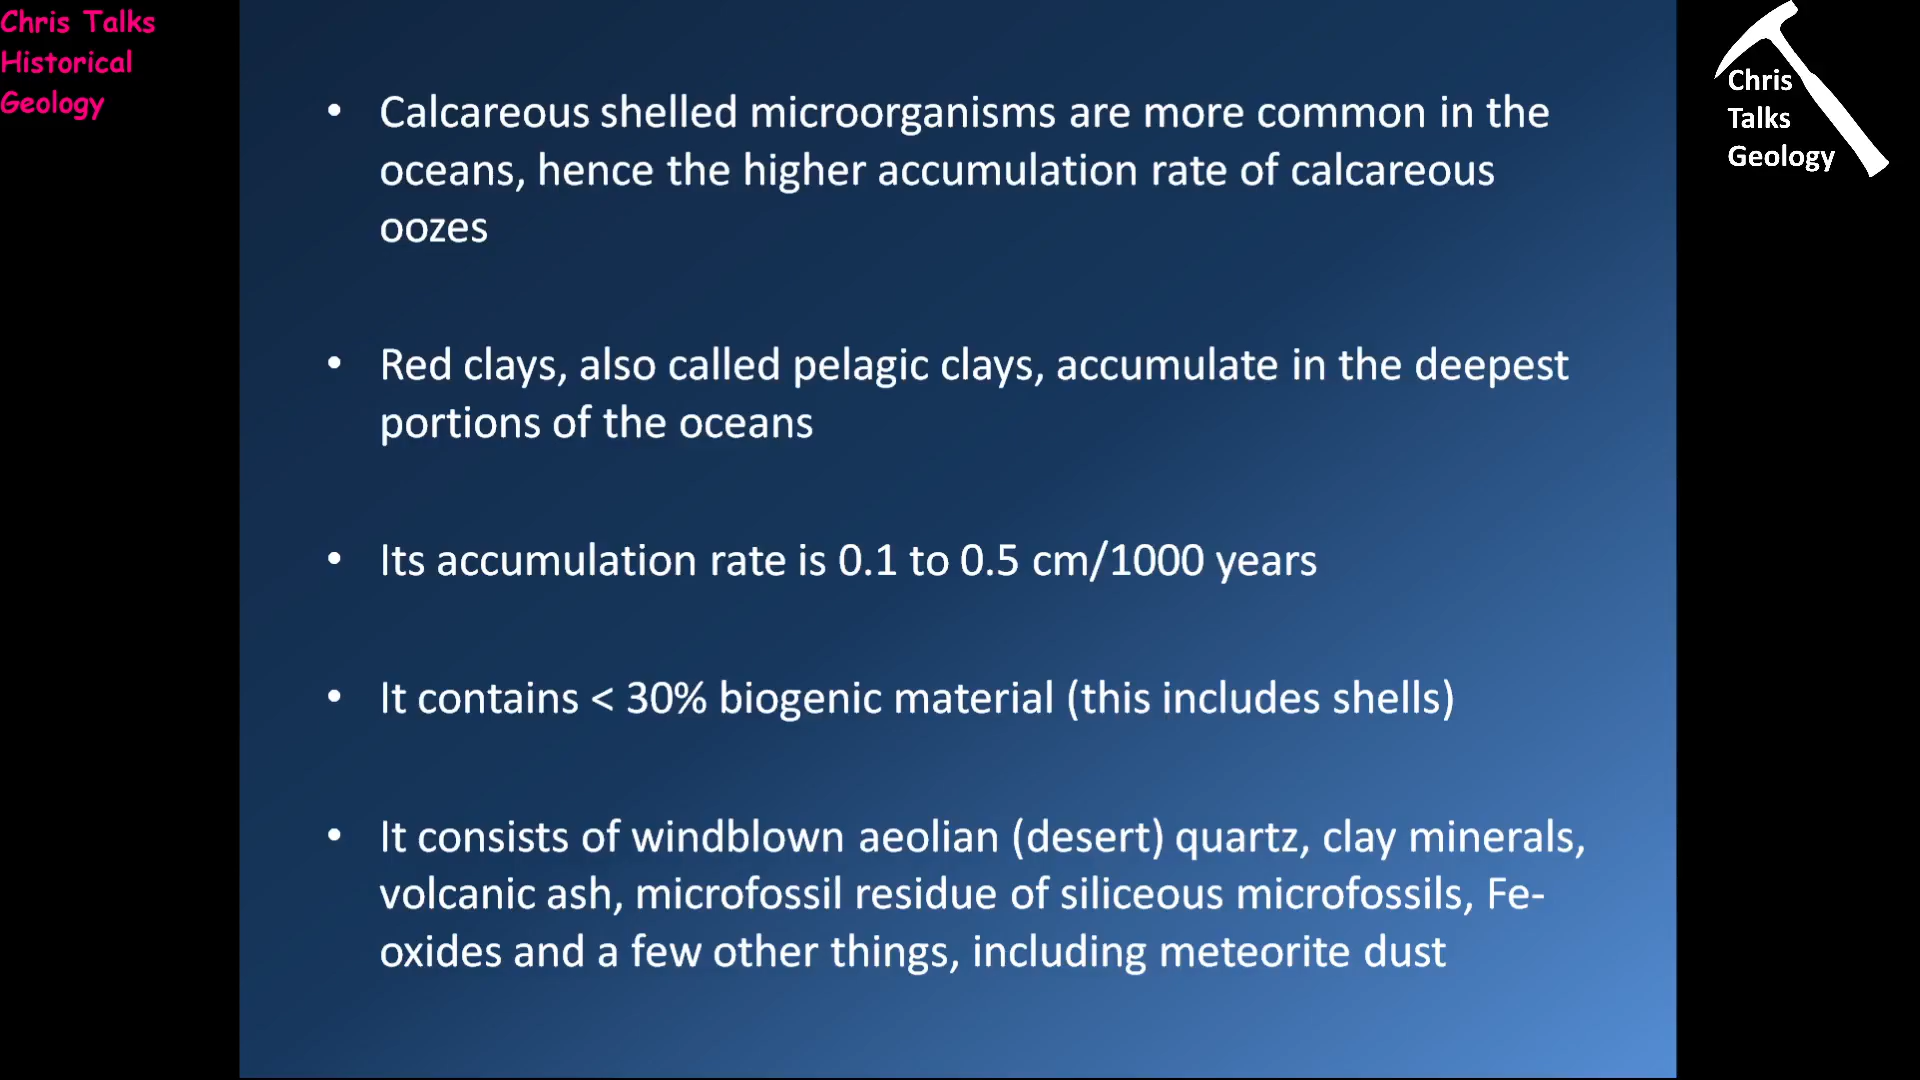 Chris Talks
Historical
Geology
Chris
Talks
Geology
• Calcareous shelled microorganisms are more common in the
oceans, hence the higher accumulation rate of calcareous
oozes
• Red clays, also called pelagic clays, accumulate in the deepest
portions of the oceans
• Its accumulation rate is 0.1 to 0.5 cm/1000 years
• It contains < 30% biogenic material (this includes shells)
• It consists of windblown aeolian (desert) quartz, clay minerals,
volcanic ash, microfossil residue of siliceous microfossils, Fe-
oxides and a few other things, including meteorite dust